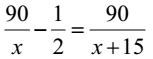 90/x − 1/2 = 90/(x+15)